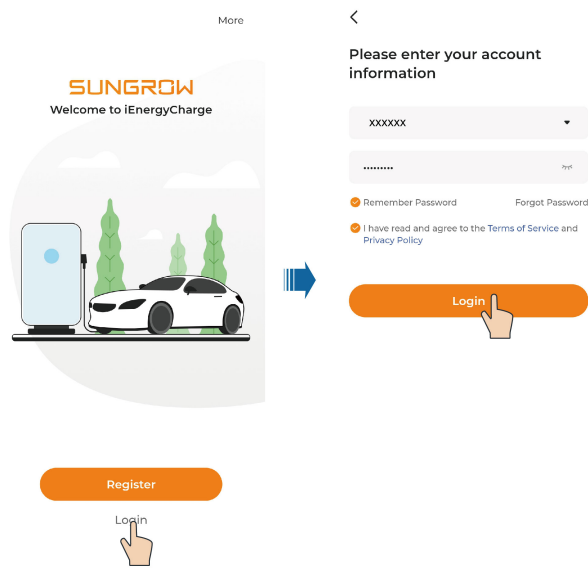 More
SUNGROW
Welcome to iEnergyCharge
Register
Login
Please enter your account
information
xxxxxx
•••••••••
Remember Password
Forgot Password
I have read and agree to the Terms of Service and
Privacy Policy
Login